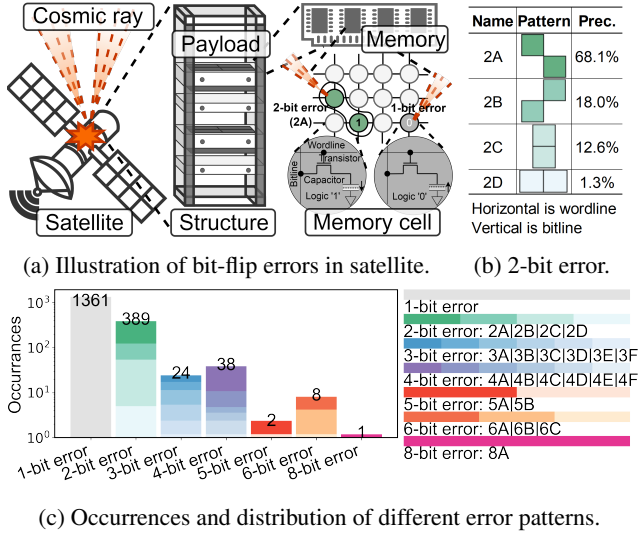 Cosmic ray
Payload
Memory
2-bit error
(2A)
1-bit error
1
0
Wordline
Transistor
Bitline
Capacitor
Logic '1'
Logic '0'
Satellite
Structure
Memory cell
(a) Illustration of bit-flip errors in satellite.
Name Pattern Prec.
2A 68.1%
2B 18.0%
2C 12.6%
2D 1.3%
Horizontal is wordline
Vertical is bitline
(b) 2-bit error.
Occurrances
10³
10²
10¹
10⁰
1361
389
24
38
2
8
1
1-bit error
2-bit error
3-bit error
4-bit error
5-bit error
6-bit error
8-bit error
1-bit error
2-bit error: 2A|2B|2C|2D
3-bit error: 3A|3B|3C|3D|3E|3F
4-bit error: 4A|4B|4C|4D|4E|4F
5-bit error: 5A|5B
6-bit error: 6A|6B|6C
8-bit error: 8A
(c) Occurrences and distribution of different error patterns.